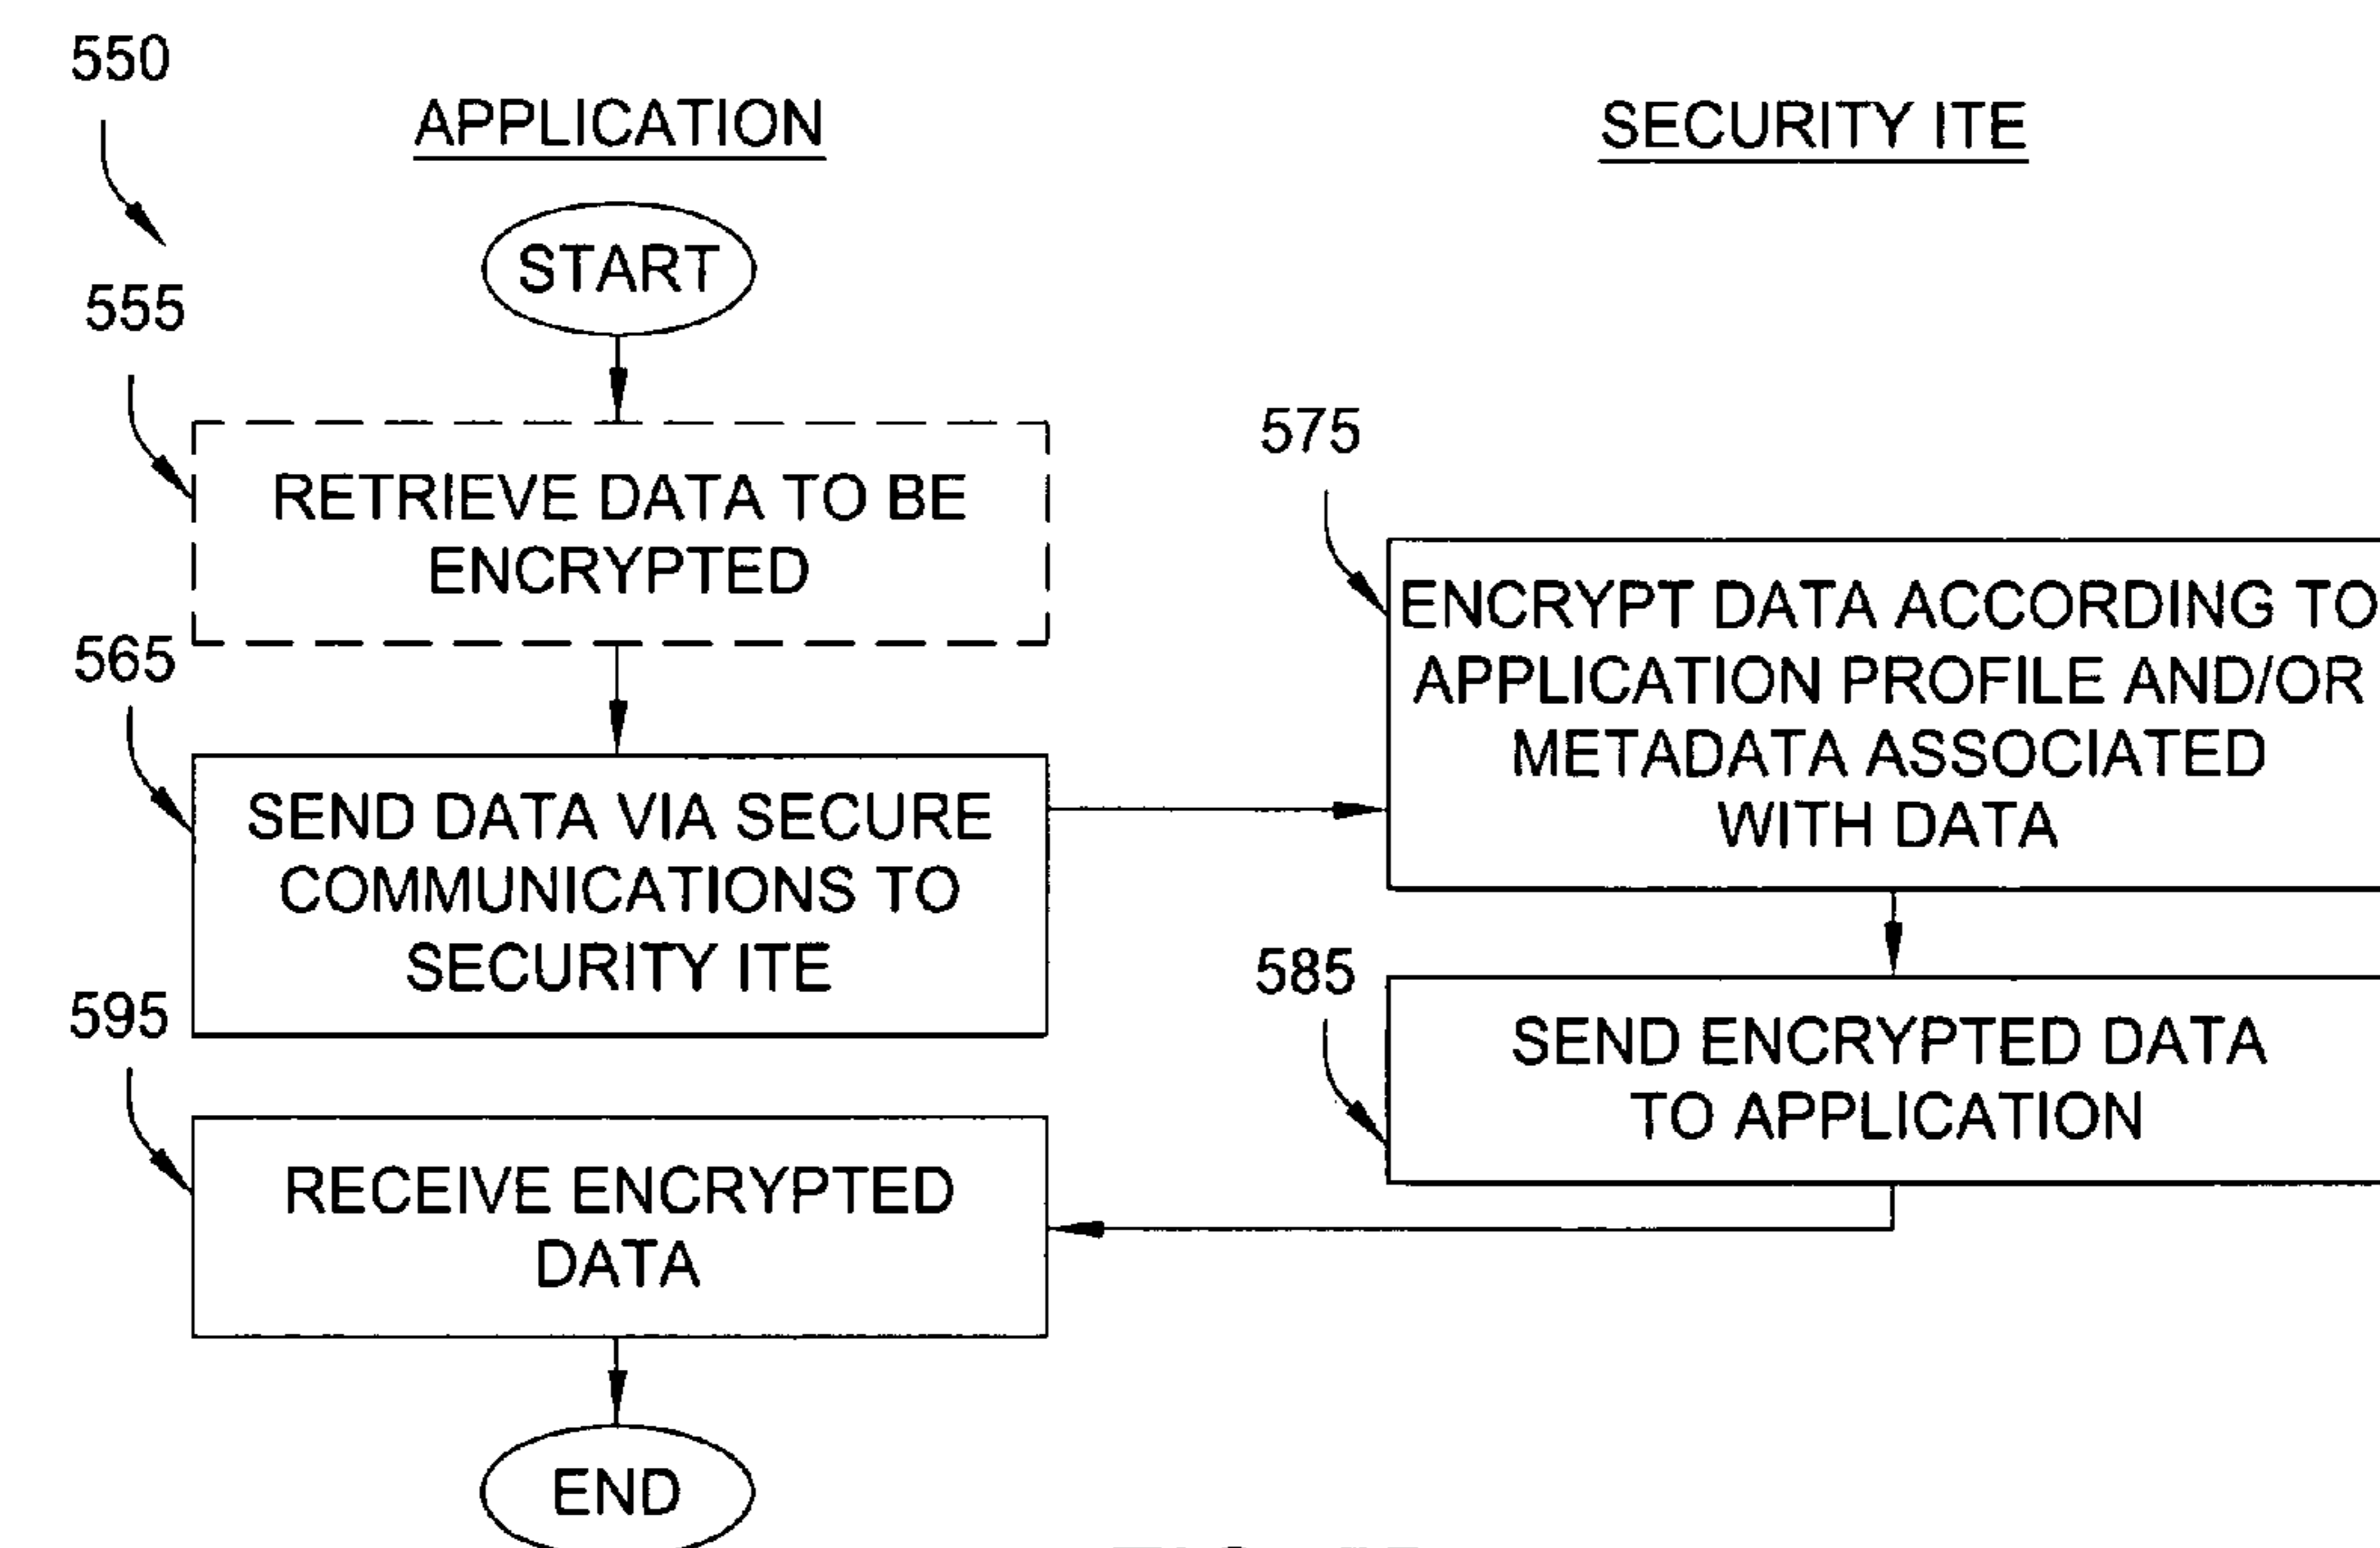 550
APPLICATION
SECURITY ITE
START
555
RETRIEVE DATA TO BE
ENCRYPTED
565
SEND DATA VIA SECURE
COMMUNICATIONS TO
SECURITY ITE
575
ENCRYPT DATA ACCORDING TO
APPLICATION PROFILE AND/OR
METADATA ASSOCIATED
WITH DATA
585
SEND ENCRYPTED DATA
TO APPLICATION
595
RECEIVE ENCRYPTED
DATA
END